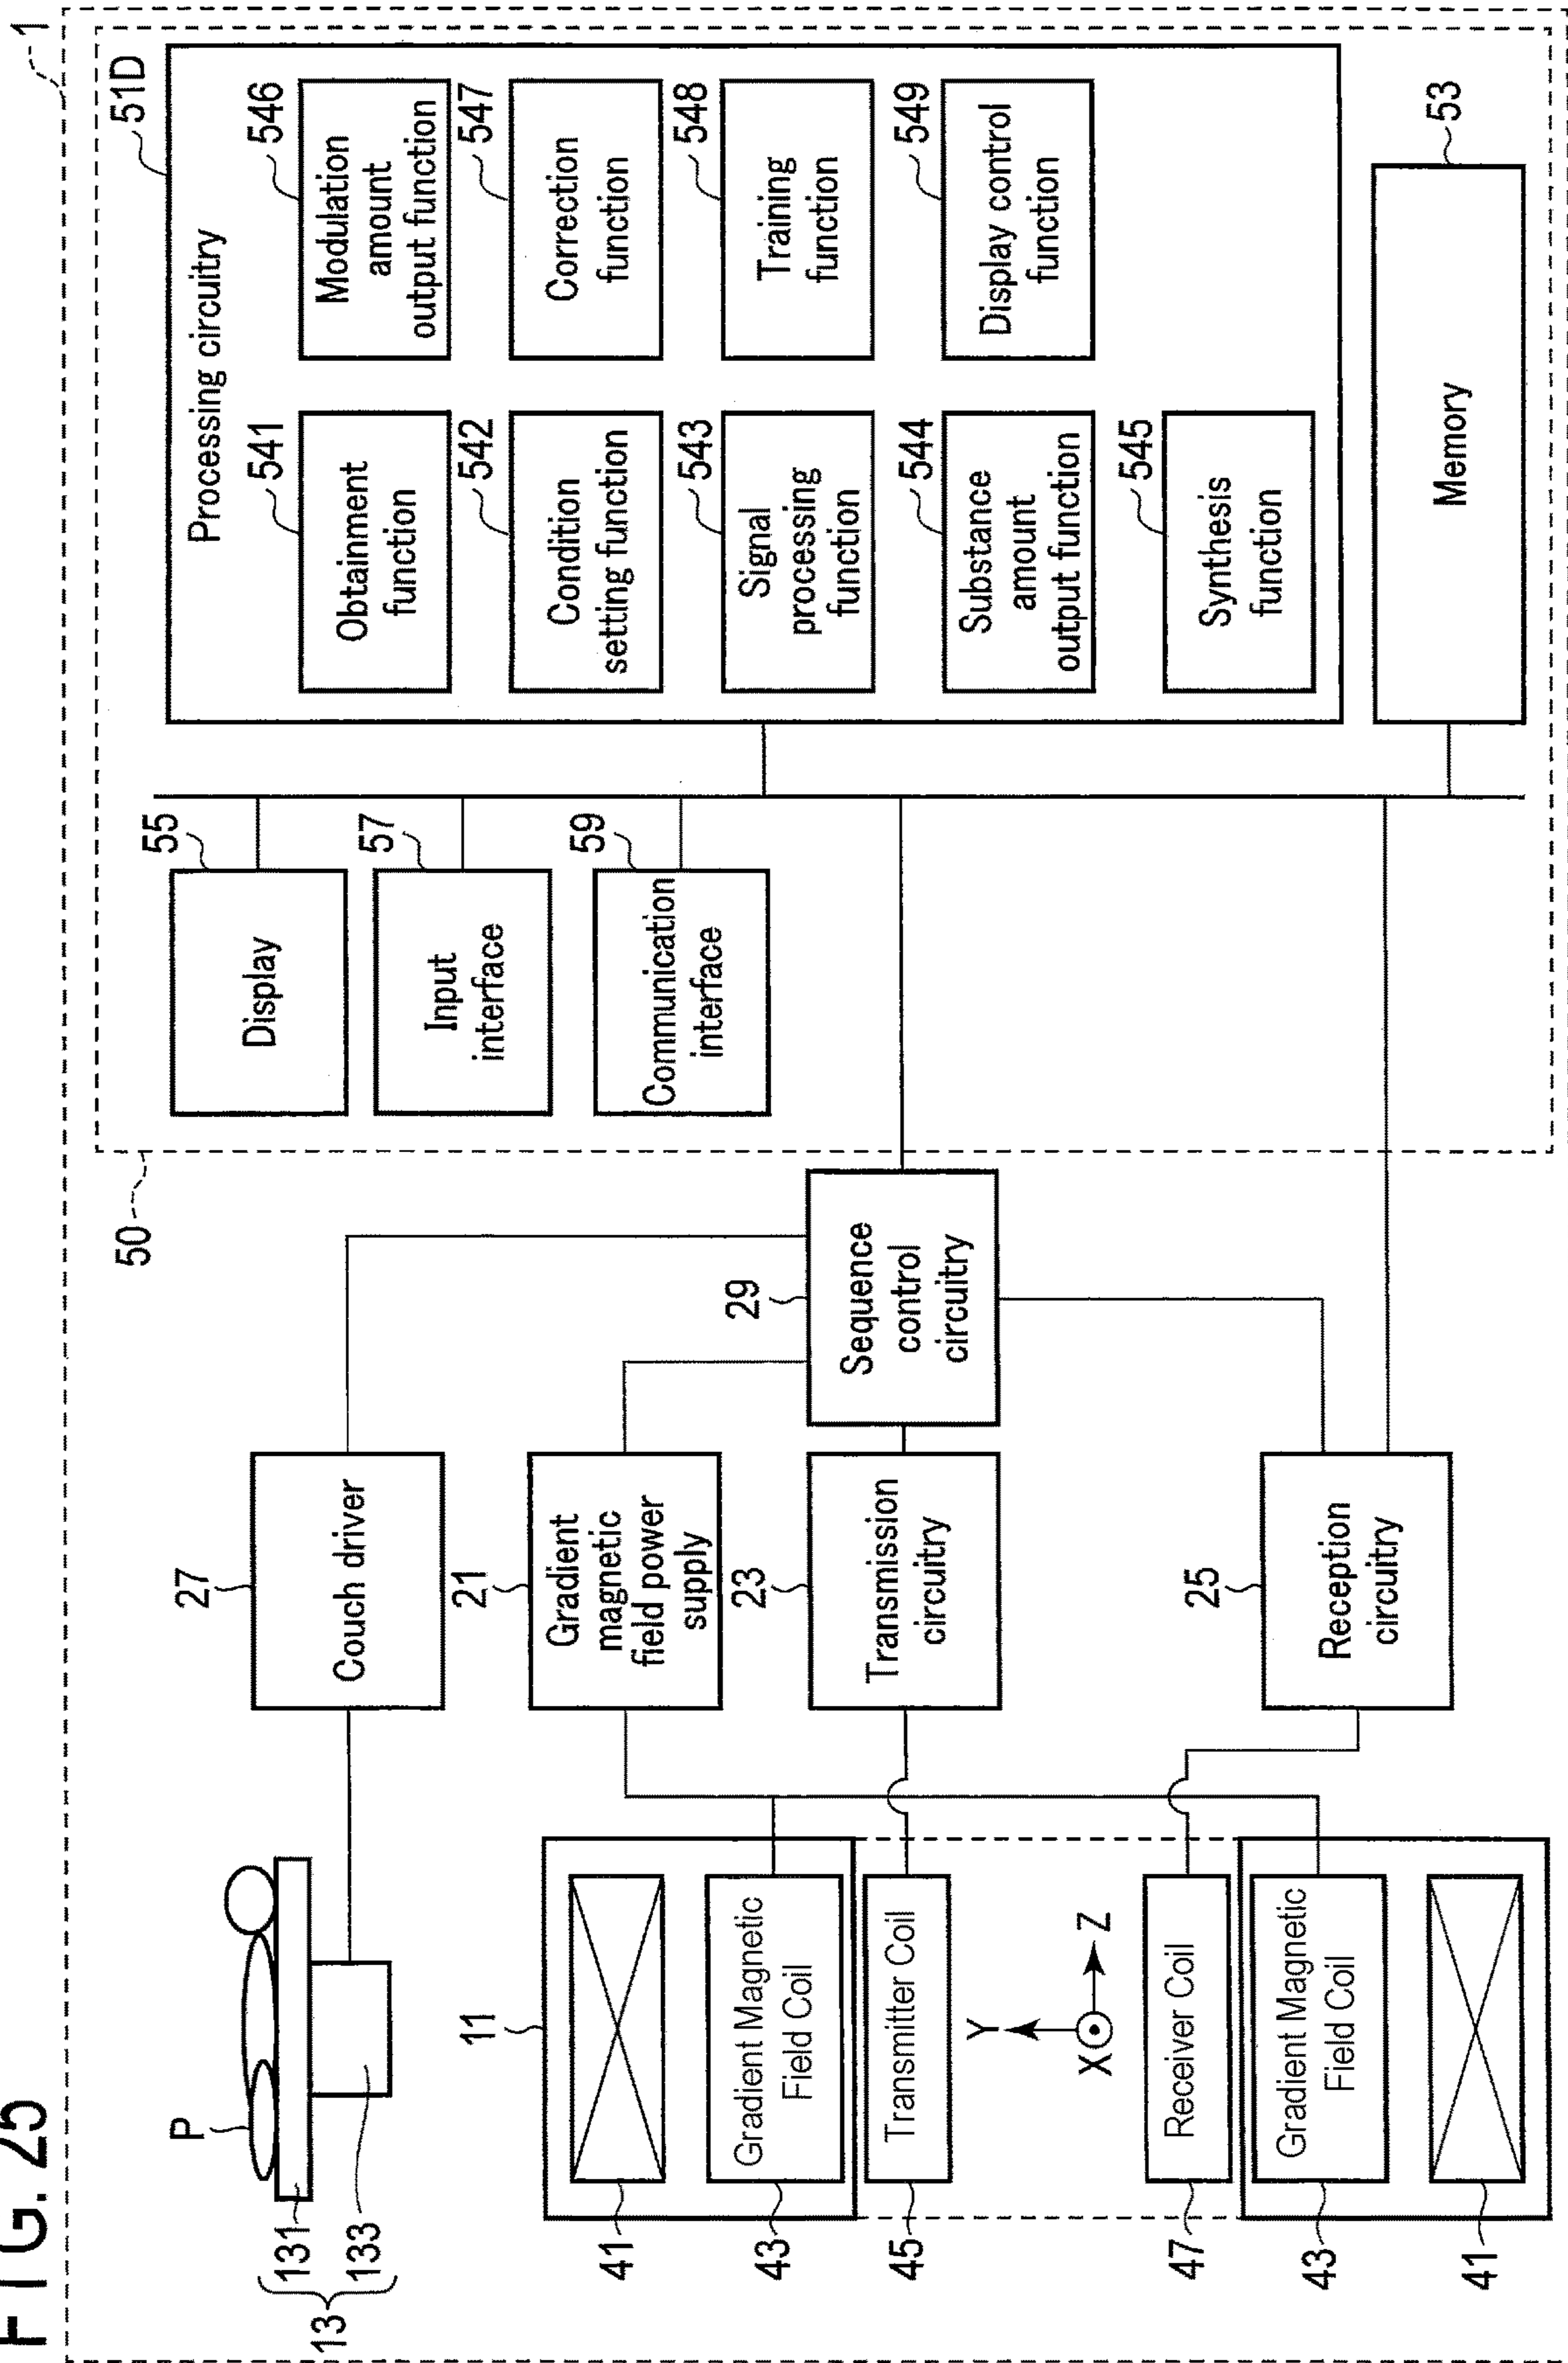 FIG. 25
1
50
51D
Processing circuitry
541
Obtainment
function
546
Modulation
amount
output function
542
Condition
setting function
547
Correction
function
543
Signal
processing
function
548
Training
function
544
Substance
amount
output function
549
Display control
function
545
Synthesis
function
53
Memory
55
Display
57
Input
interface
59
Communication
interface
29
Sequence
control
circuitry
27
Couch driver
21
Gradient
magnetic
field power
supply
23
Transmission
circuitry
25
Reception
circuitry
P
131
133
13
11
41
43
Gradient Magnetic
Field Coil
45
Transmitter Coil
Y
Z
X
47
Receiver Coil
43
Gradient Magnetic
Field Coil
41